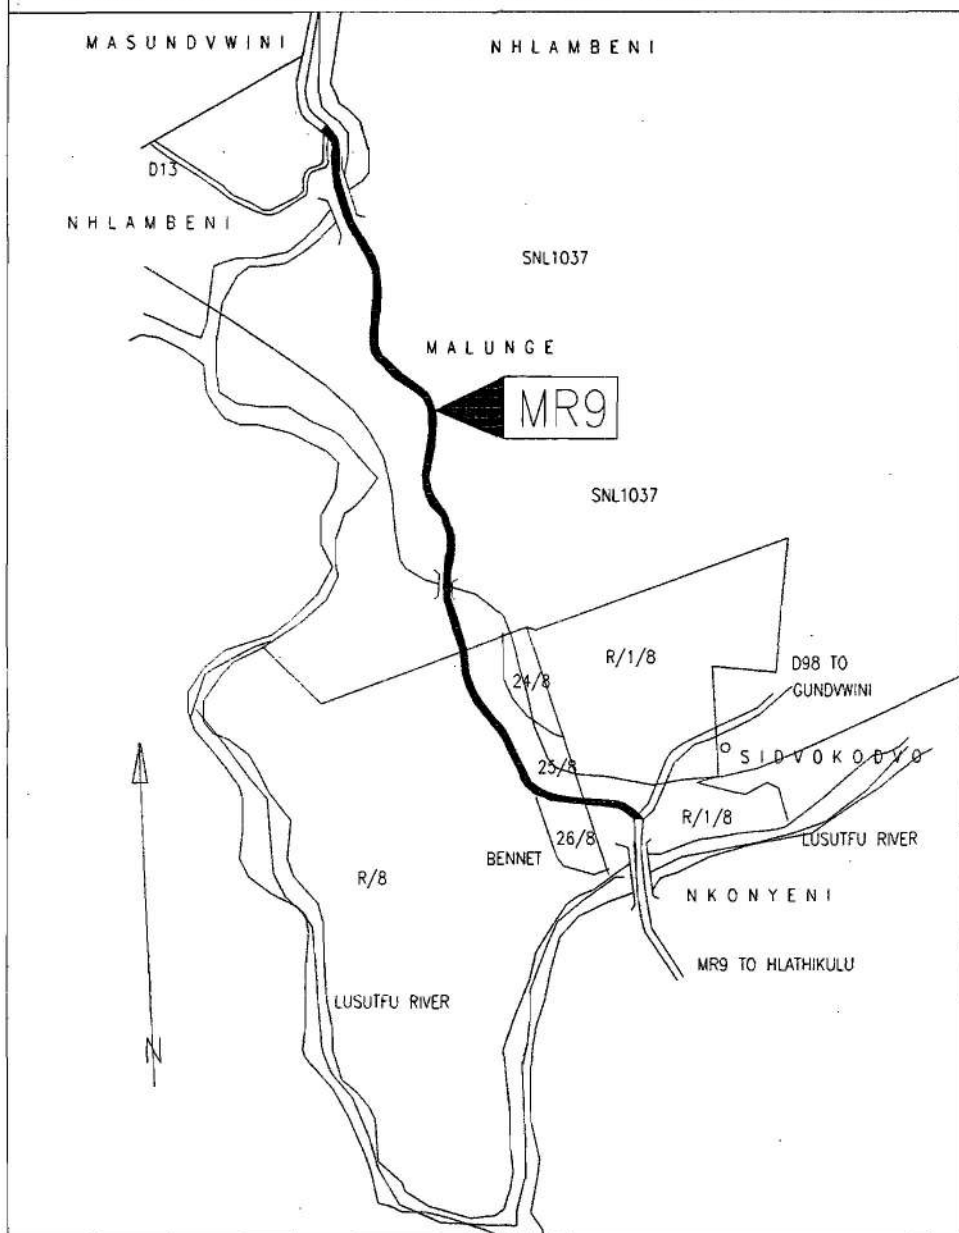 MASUNDVWINI
NHLAMBENI
D13
NHLAMBENI
SNL1037
MALUNGE
MR9
SNL1037
R/1/8
D98 TO
GUNDVWINI
24/8
SIDVOKODVO
25/8
R/1/8
26/8
LUSUTFU RIVER
BENNET
R/8
NKONYENI
MR9 TO HLATHIKULU
LUSUTFU RIVER
N